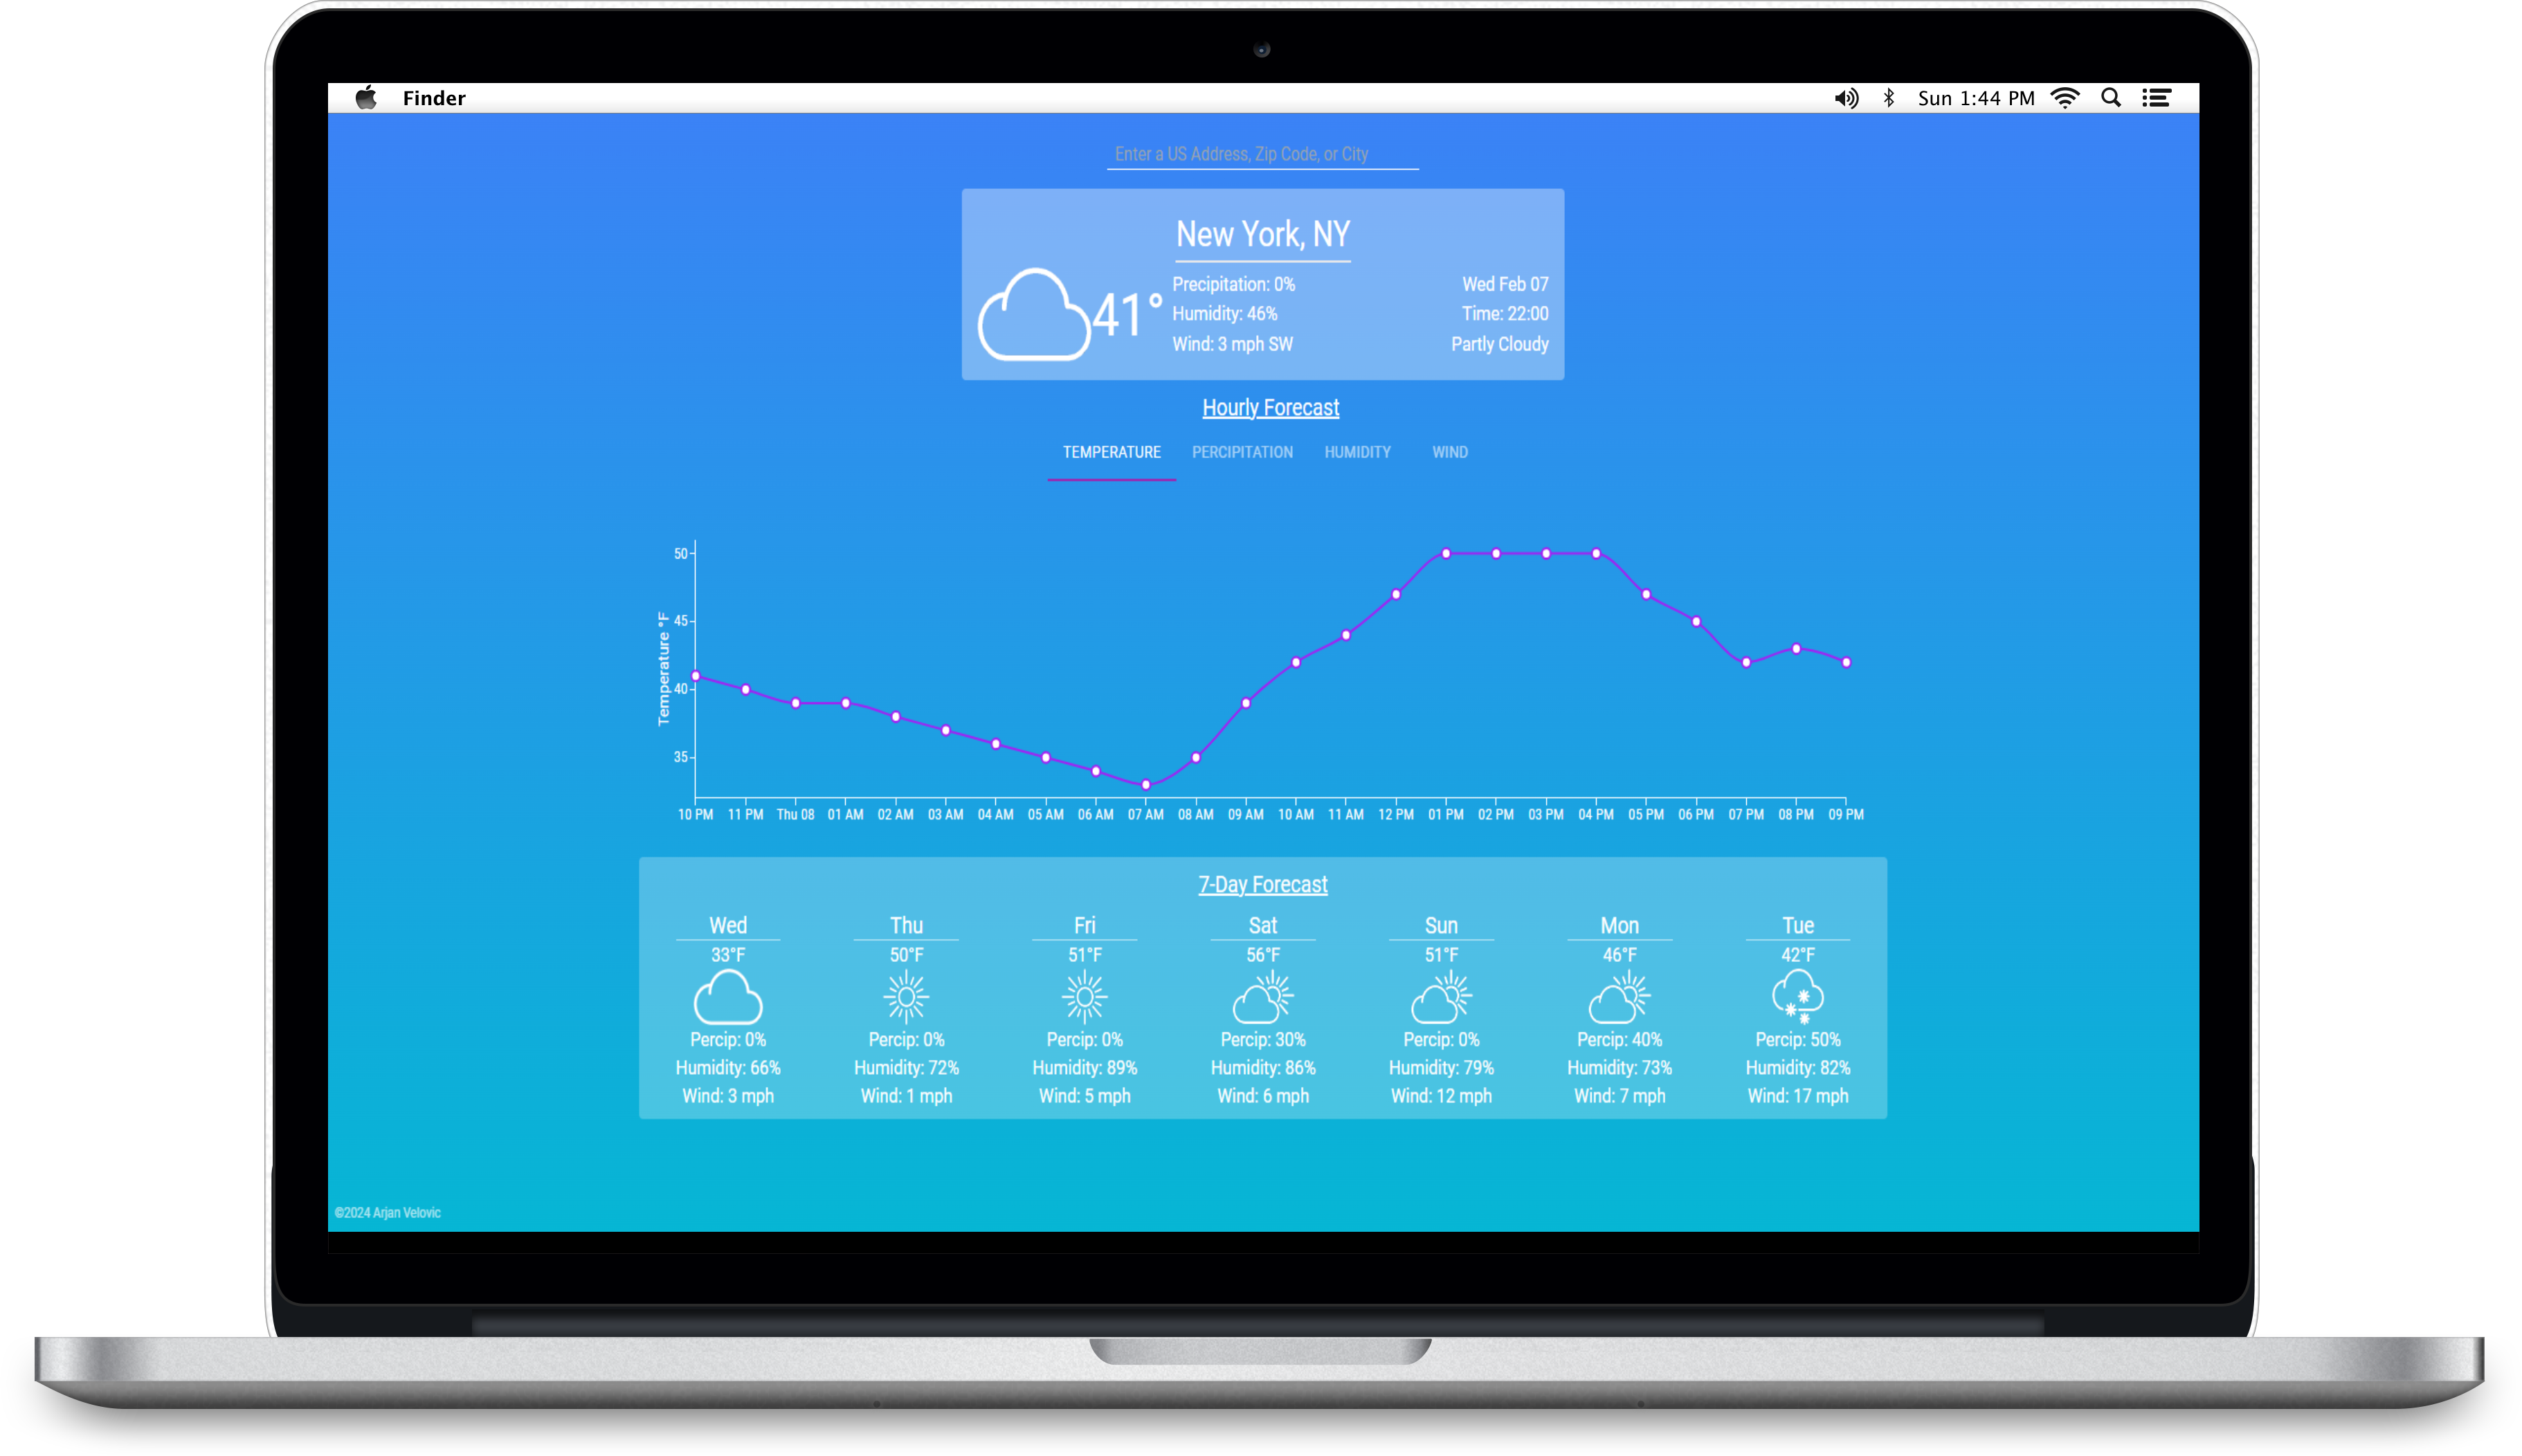 Finder Sun 1:44 PM
Enter a US Address, Zip Code, or City
New York, NY
41° Precipitation: 0% Wed Feb 07
Humidity: 46% Time: 22:00
Wind: 3 mph SW Partly Cloudy
Hourly Forecast
TEMPERATURE PERCIPITATION HUMIDITY WIND
Temperature °F
50
45
40
35
10 PM 11 PM Thu 08 01 AM 02 AM 03 AM 04 AM 05 AM 06 AM 07 AM 08 AM 09 AM 10 AM 11 AM 12 PM 01 PM 02 PM 03 PM 04 PM 05 PM 06 PM 07 PM 08 PM 09 PM
7-Day Forecast
Wed Thu Fri Sat Sun Mon Tue
33°F 50°F 51°F 56°F 51°F 46°F 42°F
Percip: 0% Percip: 0% Percip: 0% Percip: 30% Percip: 0% Percip: 40% Percip: 50%
Humidity: 66% Humidity: 72% Humidity: 89% Humidity: 86% Humidity: 79% Humidity: 73% Humidity: 82%
Wind: 3 mph Wind: 1 mph Wind: 5 mph Wind: 6 mph Wind: 12 mph Wind: 7 mph Wind: 17 mph
©2024 Arjan Velovic